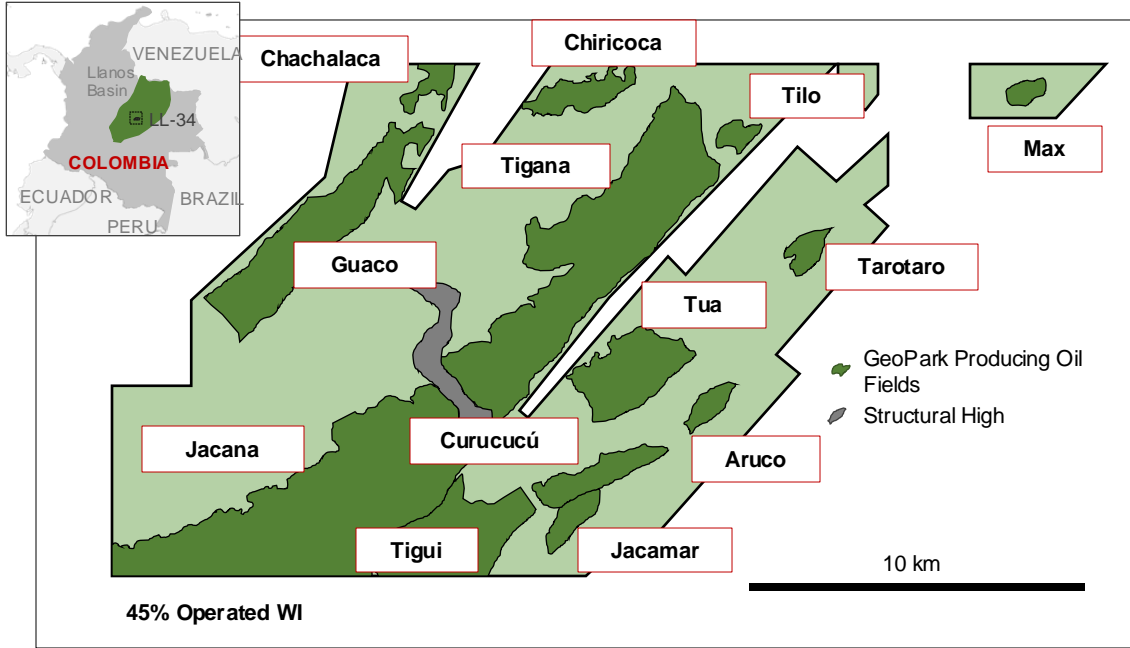 VENEZUELA
Llanos
Basin
LL-34
COLOMBIA
ECUADOR
BRAZIL
PERU
Chachalaca
Chiricoca
Tilo
Max
Tigana
Guaco
Tarotaro
Tua
GeoPark Producing Oil
Fields
Structural High
Jacana
Curucucú
Aruco
Tigui
Jacamar
10 km
45% Operated WI